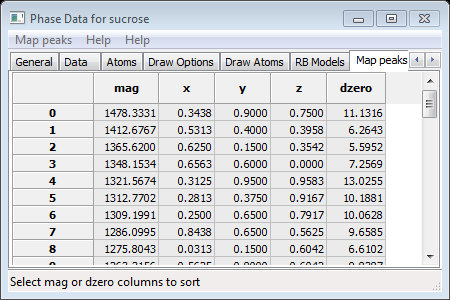 Phase Data for sucrose
Map peaks Help Help
General Data Atoms Draw Options Draw Atoms RB Models Map peaks
mag x y z dzero
0 1478.3331 0.3438 0.9000 0.7500 11.1316
1 1412.6767 0.5313 0.4000 0.3958 6.2643
2 1365.6200 0.6250 0.1500 0.3542 5.5952
3 1348.1534 0.6563 0.6000 0.0000 7.2569
4 1321.5674 0.3125 0.9500 0.9583 13.0255
5 1312.7702 0.2813 0.3750 0.9167 10.1881
6 1309.1991 0.2500 0.6500 0.7917 10.0628
7 1286.0995 0.8438 0.6500 0.5625 9.6585
8 1275.8043 0.0313 0.1500 0.6042 6.6102
Select mag or dzero columns to sort